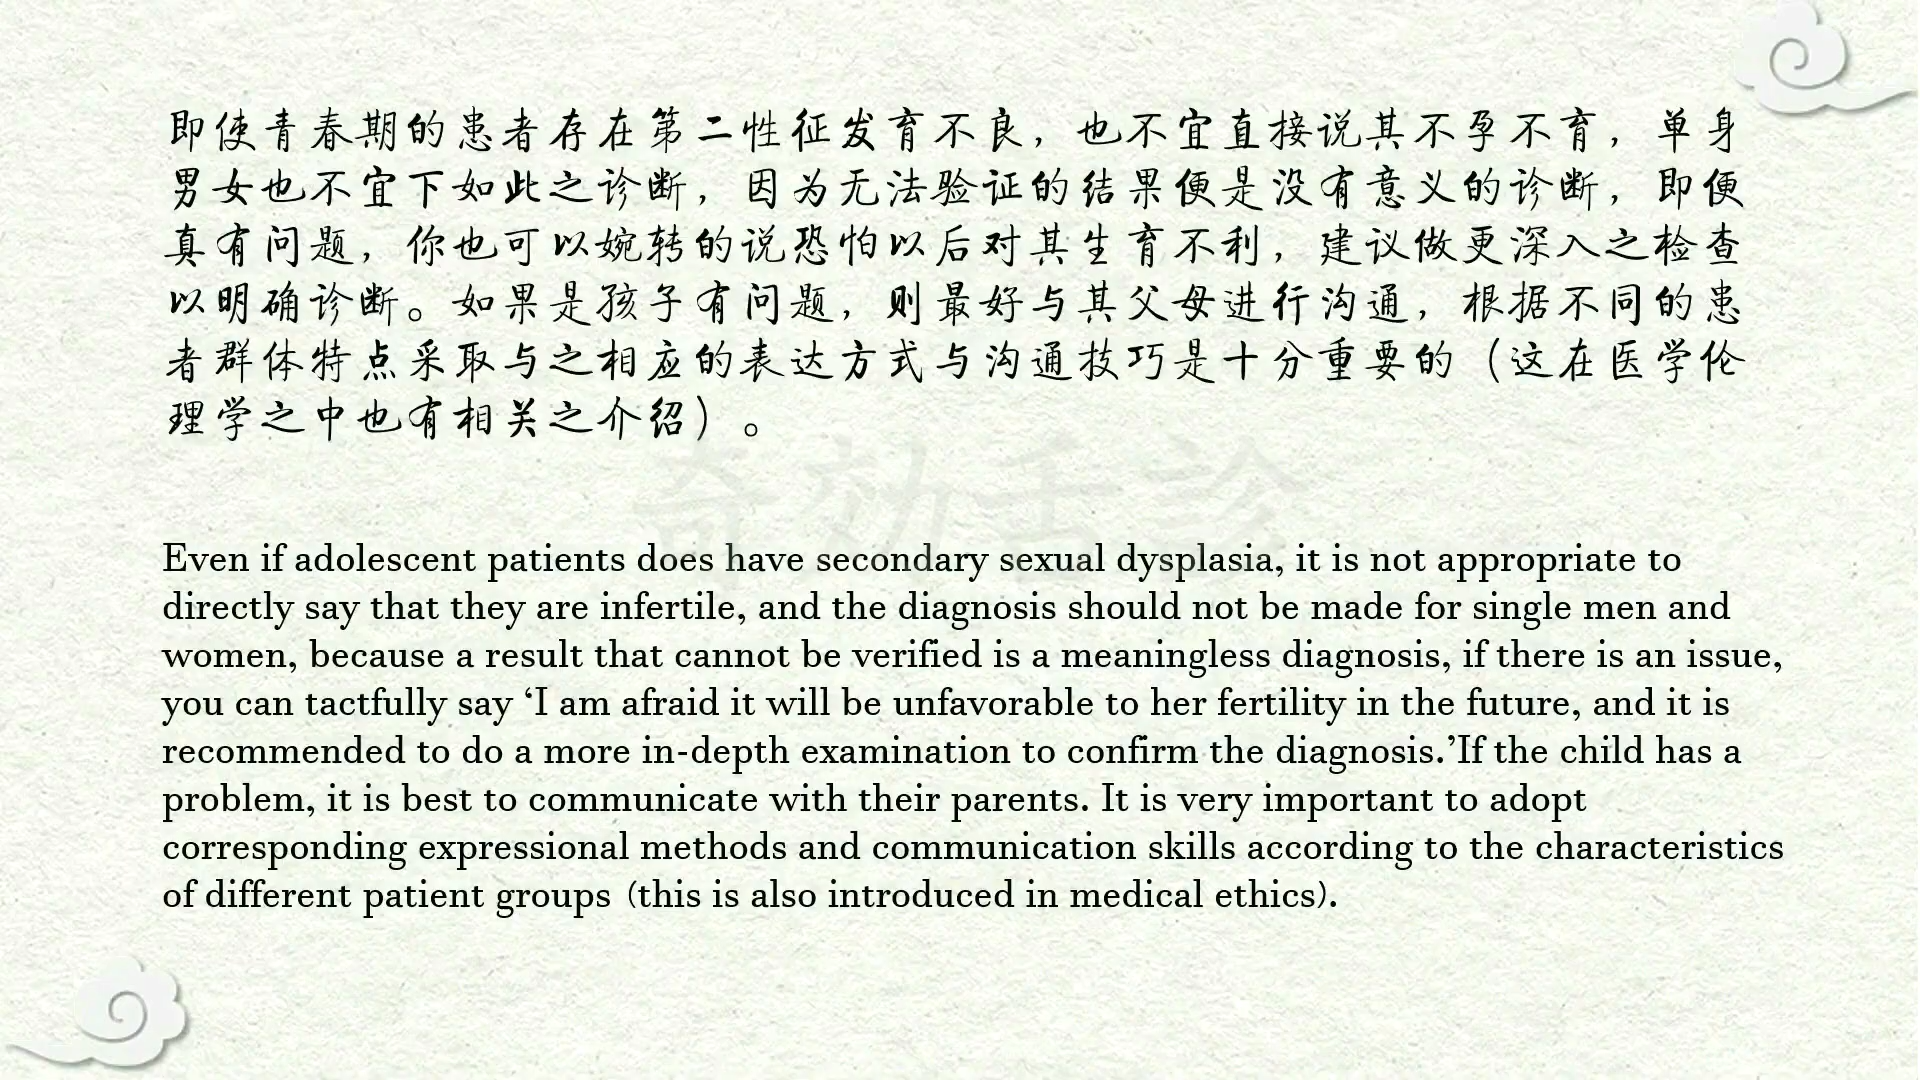 即使青春期的患者存在第二性征发育不良，也不宜直接说其不孕不育，单身
男女也不宜下如此之诊断，因为无法验证的结果便是没有意义的诊断，即便
真有问题，你也可以婉转的说恐怕以后对其生育不利，建议做更深入之检查
以明确诊断。如果是孩子有问题，则最好与其父母进行沟通，根据不同的患
者群体特点采取与之相应的表达方式与沟通技巧是十分重要的（这在医学伦
理学之中也有相关之介绍）。
奇効舌診
Even if adolescent patients does have secondary sexual dysplasia, it is not appropriate to
directly say that they are infertile, and the diagnosis should not be made for single men and
women, because a result that cannot be verified is a meaningless diagnosis, if there is an issue,
you can tactfully say ‘I am afraid it will be unfavorable to her fertility in the future, and it is
recommended to do a more in-depth examination to confirm the diagnosis.’If the child has a
problem, it is best to communicate with their parents. It is very important to adopt
corresponding expressional methods and communication skills according to the characteristics
of different patient groups (this is also introduced in medical ethics).